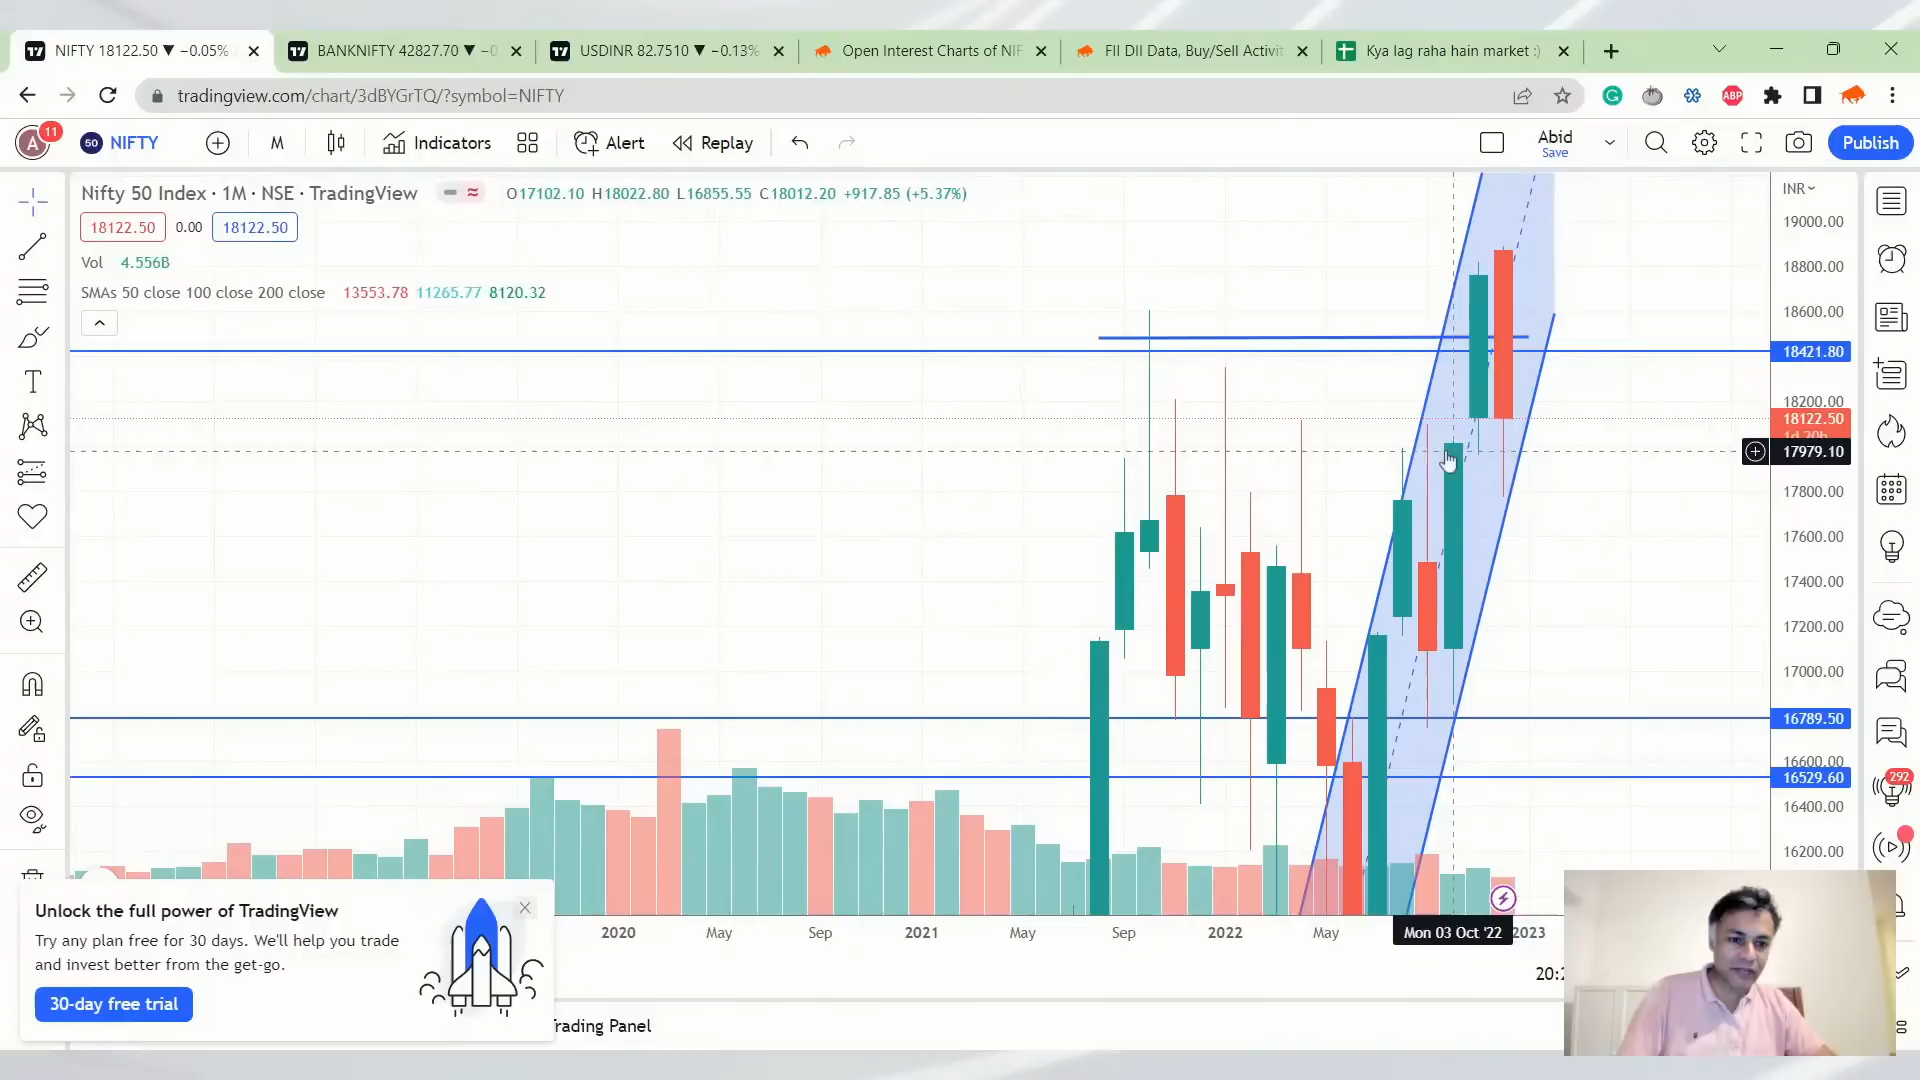 NIFTY 18122.50 ▼ −0.05%
BANKNIFTY 42827.70 ▼ −0
USDINR 82.7510 ▼ −0.13%
Open Interest Charts of NIF
FII DII Data, Buy/Sell Activit
Kya lag raha hain market :)
tradingview.com/chart/3dBYGrTQ/?symbol=NIFTY
ABP
A
11
50
NIFTY
M
Indicators
Alert
Replay
Abid
Save
Publish
Nifty 50 Index · 1M · NSE · TradingView
O17102.10 H18022.80 L16855.55 C18012.20 +917.85 (+5.37%)
INR
18122.50
0.00
18122.50
Vol 4.556B
SMAs 50 close 100 close 200 close 13553.78 11265.77 8120.32
19000.00
18800.00
18600.00
18421.80
18200.00
18122.50
17979.10
17800.00
17600.00
17400.00
17200.00
17000.00
16789.50
16600.00
16529.60
16400.00
16200.00
292
2020
May
Sep
2021
May
Sep
2022
May
Mon 03 Oct '22
2023
20:2
Unlock the full power of TradingView
Try any plan free for 30 days. We'll help you trade
and invest better from the get-go.
30-day free trial
Trading Panel